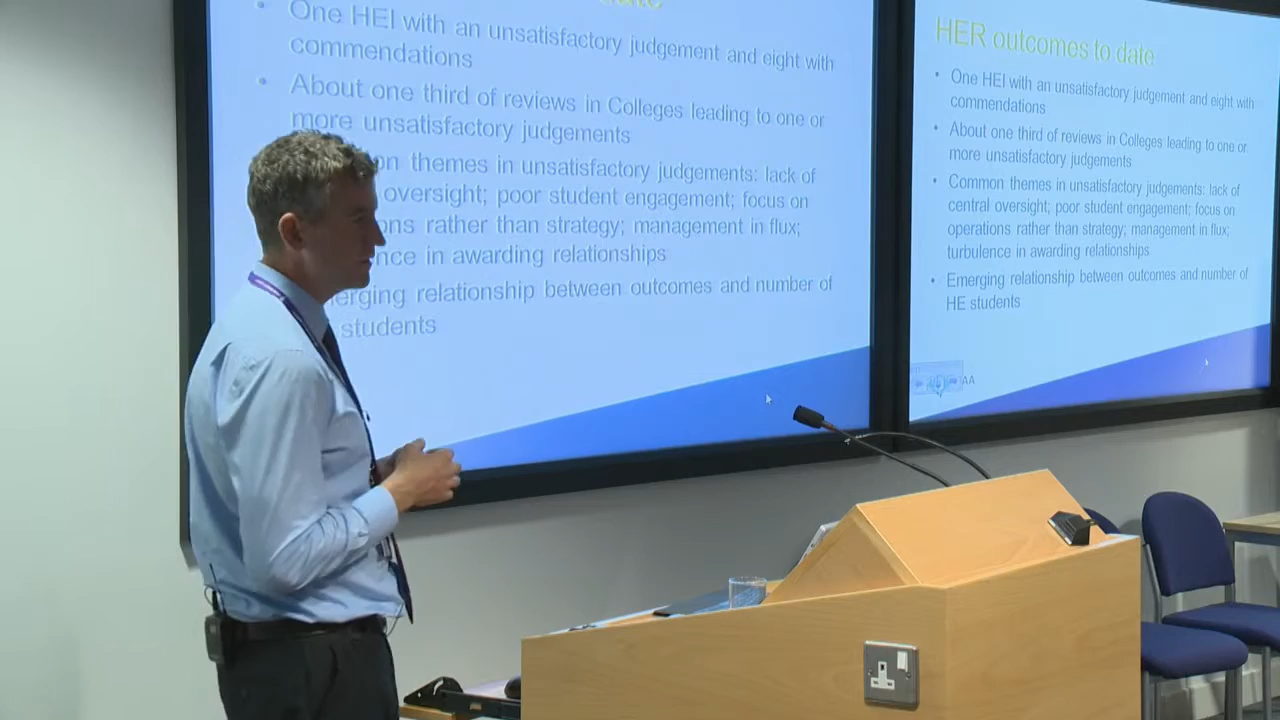 One HEI with an unsatisfactory judgement and eight with
commendations
About one third of reviews in Colleges leading to one or
more unsatisfactory judgements
themes in unsatisfactory judgements: lack of
oversight; poor student engagement; focus on
rather than strategy; management in flux;
in awarding relationships
relationship between outcomes and number of
students
HER outcomes to date
One HEI with an unsatisfactory judgement and eight with
commendations
About one third of reviews in Colleges leading to one or
more unsatisfactory judgements
Common themes in unsatisfactory judgements: lack of
central oversight; poor student engagement; focus on
operations rather than strategy; management in flux;
turbulence in awarding relationships
Emerging relationship between outcomes and number of
HE students